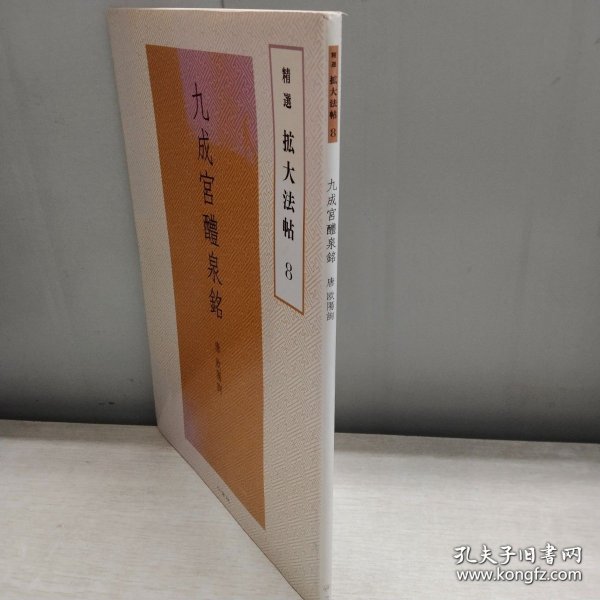 精選 拡大法帖 8
九成宮醴泉銘
唐 欧陽詢
精選 拡大法帖 8
九成宮醴泉銘 唐 欧陽詢
孔夫子旧书网
www.kongfz.com